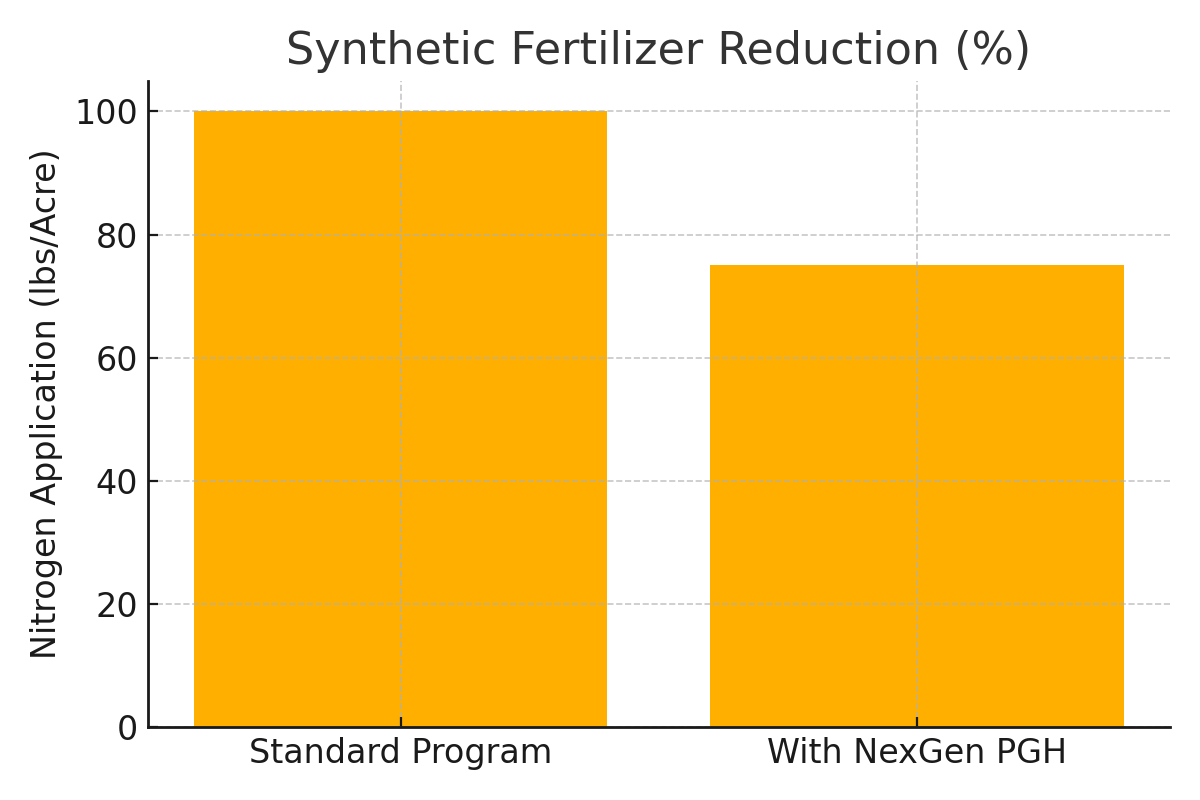 Synthetic Fertilizer Reduction (%)
Nitrogen Application (lbs/Acre)
100
80
60
40
20
0
Standard Program
With NexGen PGH